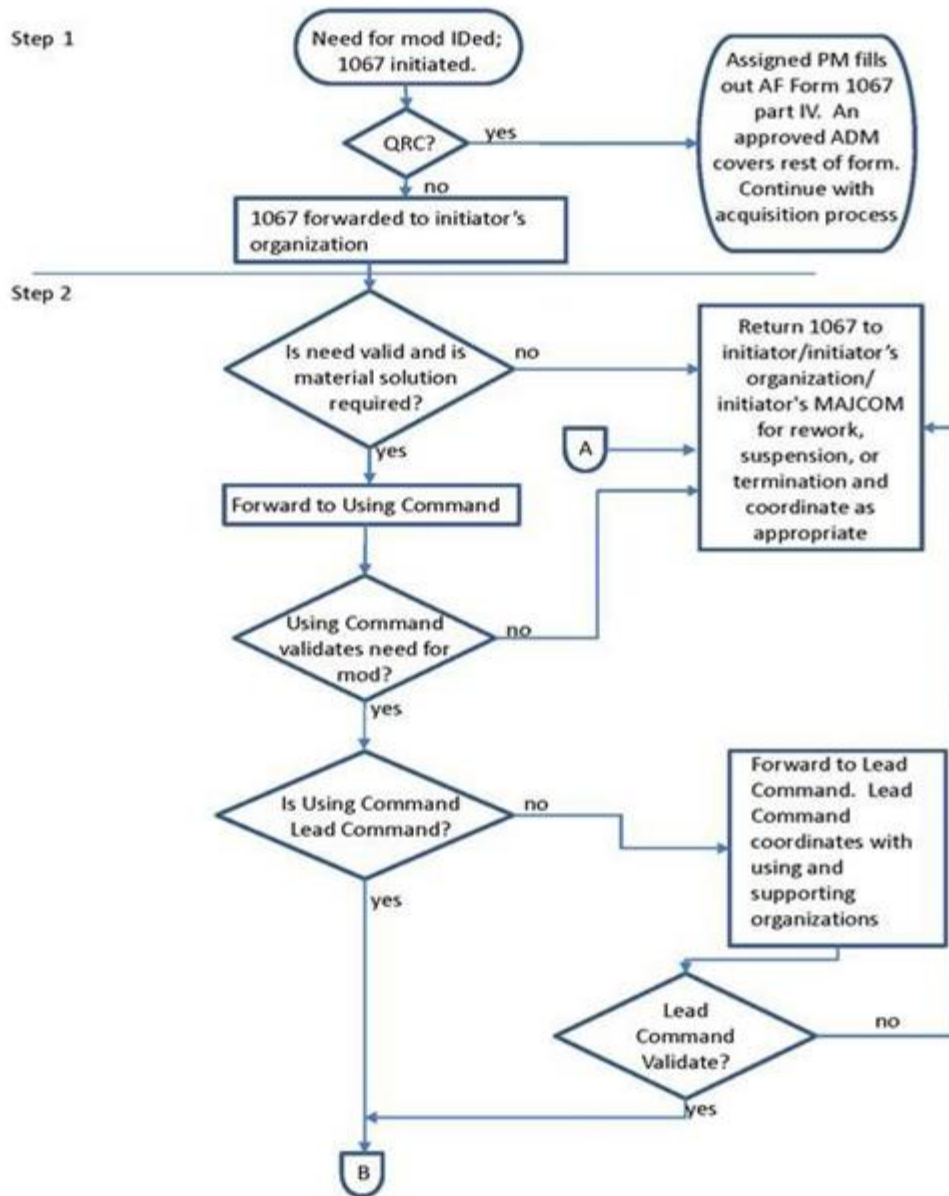 Step 1
Need for mod IDed;
1067 initiated.
QRC?
yes
no
Assigned PM fills
out AF Form 1067
part IV. An
approved ADM
covers rest of form.
Continue with
acquisition process
1067 forwarded to initiator's
organization
Step 2
Is need valid and is
material solution
required?
no
yes
Return 1067 to
initiator/initiator's
organization/
initiator's MAJCOM
for rework,
suspension, or
termination and
coordinate as
appropriate
A
Forward to Using Command
Using Command
validates need for
mod?
no
yes
Is Using Command
Lead Command?
no
yes
Forward to Lead
Command. Lead
Command
coordinates with
using and
supporting
organizations
Lead
Command
Validate?
no
yes
B